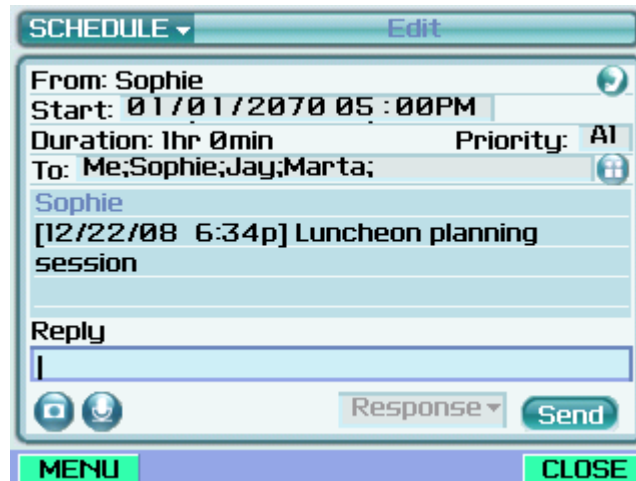 SCHEDULE Edit
From: Sophie
Start: 01/01/2070 05:00PM
Duration: 1hr 0min Priority: A1
To: Me;Sophie;Jay;Marta;
Sophie
[12/22/08 6:34p] Luncheon planning
session
Reply
Response Send
MENU CLOSE